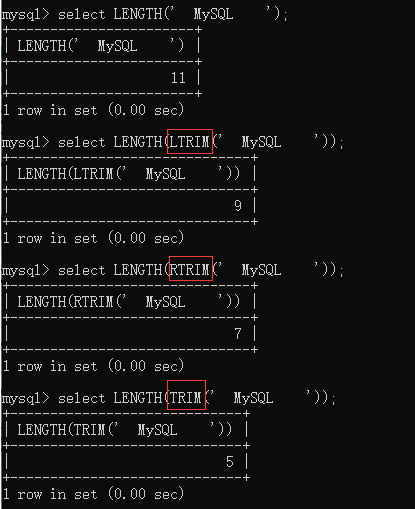 mysql> select LENGTH('  MySQL    ');
+---------------------+
| LENGTH('  MySQL    ') |
+---------------------+
|                  11 |
+---------------------+
1 row in set (0.00 sec)
mysql> select LENGTH(LTRIM('  MySQL    '));
+----------------------------+
| LENGTH(LTRIM('  MySQL    ')) |
+----------------------------+
|                          9 |
+----------------------------+
1 row in set (0.00 sec)
mysql> select LENGTH(RTRIM('  MySQL    '));
+----------------------------+
| LENGTH(RTRIM('  MySQL    ')) |
+----------------------------+
|                          7 |
+----------------------------+
1 row in set (0.00 sec)
mysql> select LENGTH(TRIM('  MySQL    '));
+---------------------------+
| LENGTH(TRIM('  MySQL    ')) |
+---------------------------+
|                         5 |
+---------------------------+
1 row in set (0.00 sec)